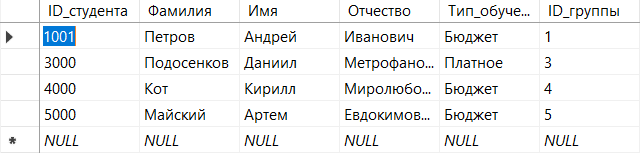 ID_студента Фамилия Имя Отчество Тип_обуче... ID_группы
1001 Петров Андрей Иванович Бюджет 1
3000 Подосенков Даниил Метрофано... Платное 3
4000 Кот Кирилл Миролюбо... Бюджет 4
5000 Майский Артем Евдокимов... Бюджет 5
NULL NULL NULL NULL NULL NULL